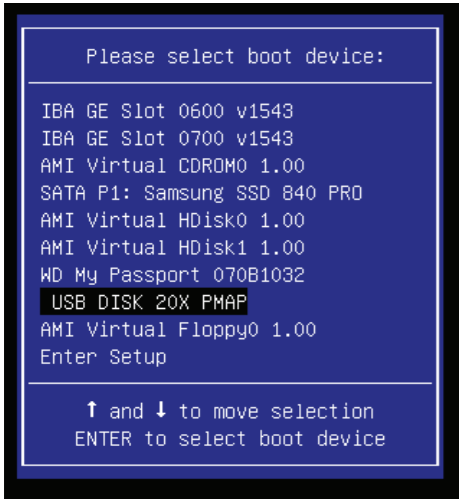 Please select boot device:
IBA GE Slot 0600 v1543
IBA GE Slot 0700 v1543
AMI Virtual CDROM0 1.00
SATA P1: Samsung SSD 840 PRO
AMI Virtual HDisk0 1.00
AMI Virtual HDisk1 1.00
WD My Passport 070B1032
USB DISK 20X PMAP
AMI Virtual Floppy0 1.00
Enter Setup
↑ and ↓ to move selection
ENTER to select boot device